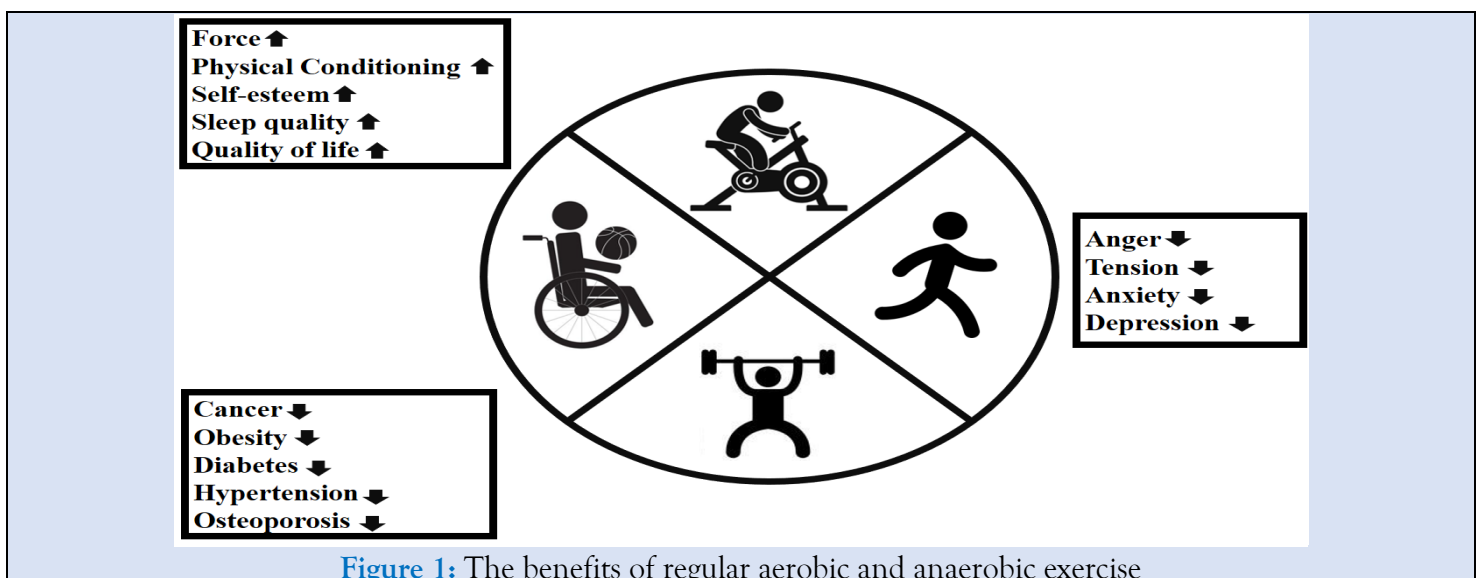 Force ⬆
Physical Conditioning ⬆
Self-esteem ⬆
Sleep quality ⬆
Quality of life ⬆
Anger ⬇
Tension ⬇
Anxiety ⬇
Depression ⬇
Cancer ⬇
Obesity ⬇
Diabetes ⬇
Hypertension ⬇
Osteoporosis ⬇
Figure 1: The benefits of regular aerobic and anaerobic exercise